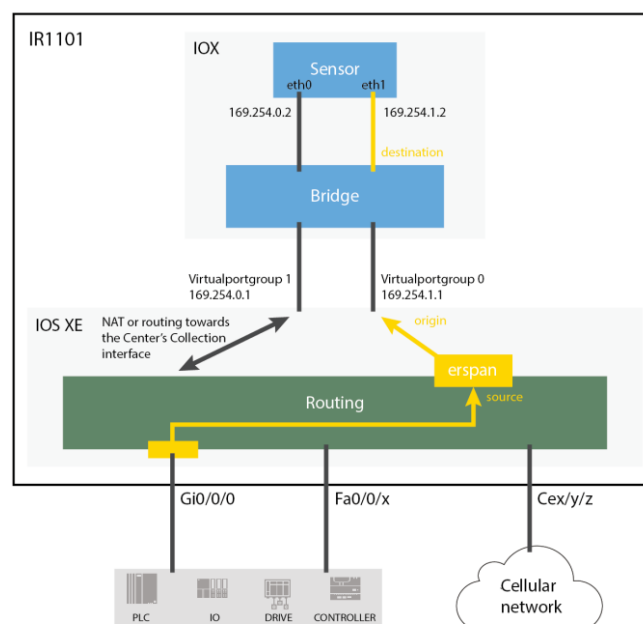 IR1101
IOX
Sensor
eth0
eth1
169.254.0.2
169.254.1.2
destination
Bridge
Virtualportgroup 1
169.254.0.1
Virtualportgroup 0
169.254.1.1
IOS XE
NAT or routing towards
the Center's Collection
interface
origin
erspan
source
Routing
Gi0/0/0
Fa0/0/x
Cex/y/z
PLC
IO
DRIVE
CONTROLLER
Cellular
network